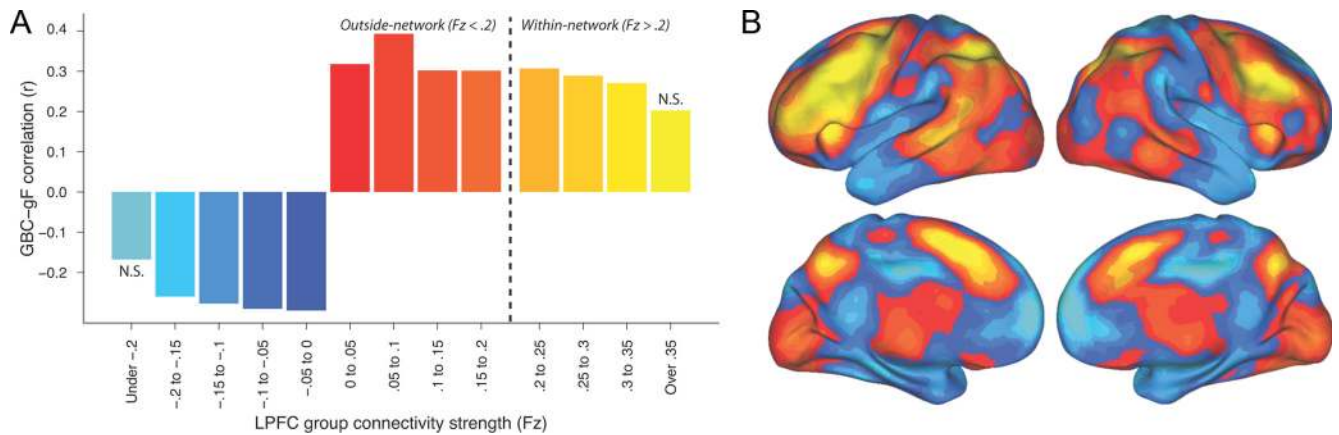 A
Outside-network (Fz < .2)
Within-network (Fz > .2)
GBC–gF correlation (r)
0.4
0.3
0.2
0.1
0.0
−0.1
−0.2
N.S.
N.S.
Under −.2
−.2 to −.15
−.15 to −.1
−.1 to −.05
−.05 to 0
0 to .05
.05 to .1
.1 to .15
.15 to .2
.2 to .25
.25 to .3
.3 to .35
Over .35
LPFC group connectivity strength (Fz)
B